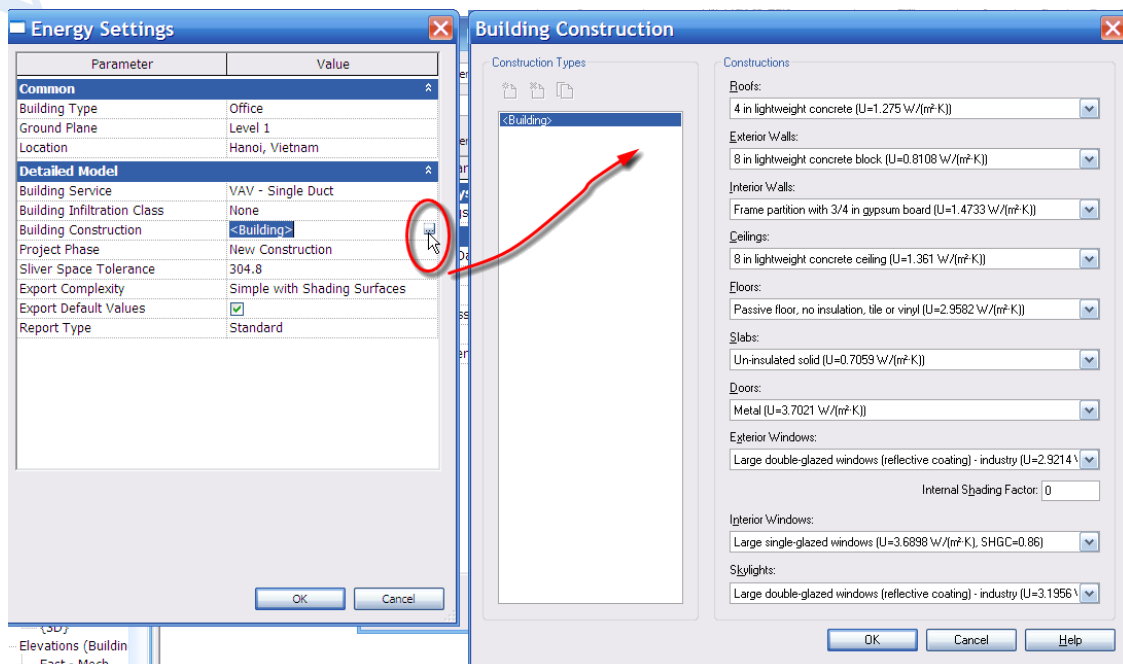 Energy Settings
Parameter Value
Common
Building Type Office
Ground Plane Level 1
Location Hanoi, Vietnam
Detailed Model
Building Service VAV - Single Duct
Building Infiltration Class None
Building Construction <Building>
Project Phase New Construction
Sliver Space Tolerance 304.8
Export Complexity Simple with Shading Surfaces
Export Default Values
Report Type Standard
OK Cancel
Elevations (Buildin
Building Construction
Construction Types
<Building>
Constructions
Roofs:
4 in lightweight concrete (U=1.275 W/(m²·K))
Exterior Walls:
8 in lightweight concrete block (U=0.8108 W/(m²·K))
Interior Walls:
Frame partition with 3/4 in gypsum board (U=1.4733 W/(m²·K))
Ceilings:
8 in lightweight concrete ceiling (U=1.361 W/(m²·K))
Floors:
Passive floor, no insulation, tile or vinyl (U=2.9582 W/(m²·K))
Slabs:
Un-insulated solid (U=0.7059 W/(m²·K))
Doors:
Metal (U=3.7021 W/(m²·K))
Exterior Windows:
Large double-glazed windows (reflective coating) - industry (U=2.9214
Internal Shading Factor: 0
Interior Windows:
Large single-glazed windows (U=3.6898 W/(m²·K), SHGC=0.86)
Skylights:
Large double-glazed windows (reflective coating) - industry (U=3.1956
OK Cancel Help